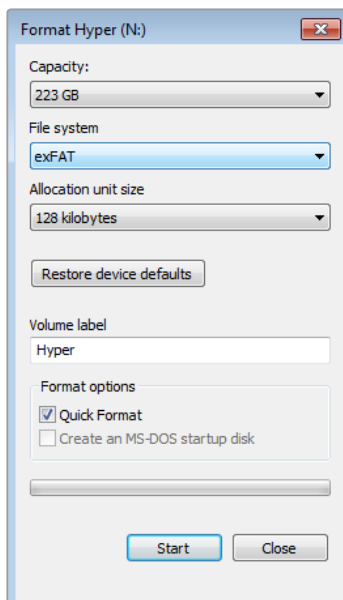 Format Hyper (N:)
Capacity:
223 GB
File system
exFAT
Allocation unit size
128 kilobytes
Restore device defaults
Volume label
Hyper
Format options
Quick Format
Create an MS-DOS startup disk
Start
Close